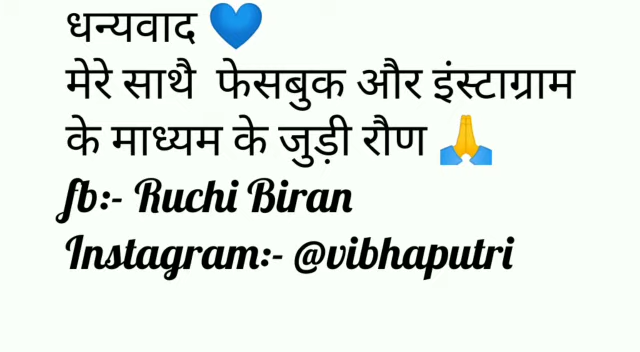 धन्यवाद 💙
मेरे साथै फेसबुक और इंस्टाग्राम
के माध्यम के जुड़ी रौण 🙏
fb:- Ruchi Biran
Instagram:- @vibhaputri